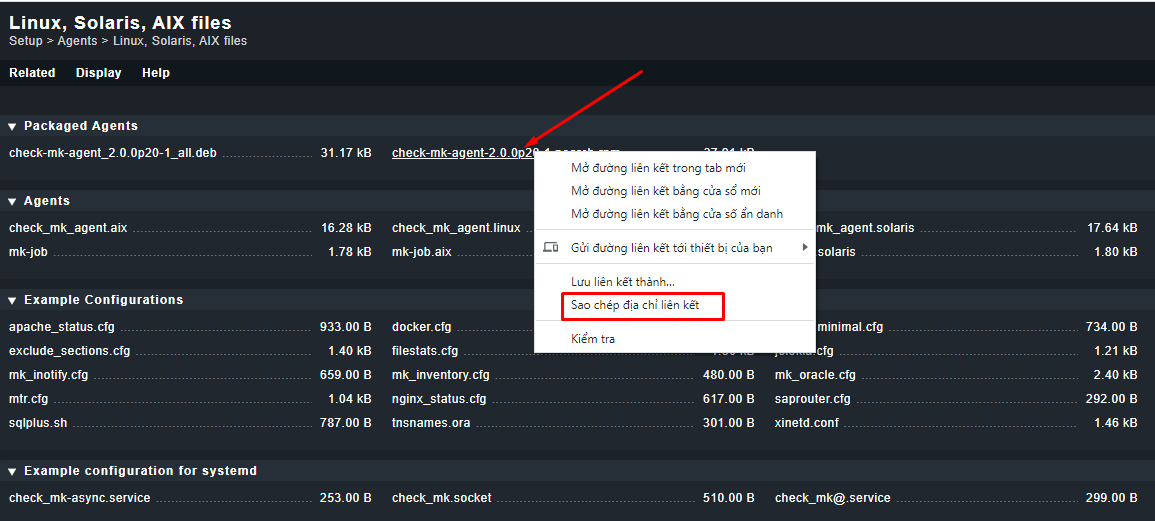 Linux, Solaris, AIX files
Setup > Agents > Linux, Solaris, AIX files
Related Display Help
Packaged Agents
check-mk-agent_2.0.0p20-1_all.deb 31.17 kB check-mk-agent-2.0.0p20-1
Mở đường liên kết trong tab mới
Mở đường liên kết bằng cửa sổ mới
Mở đường liên kết bằng cửa sổ ẩn danh
Gửi đường liên kết tới thiết bị của bạn
Lưu liên kết thành...
Sao chép địa chỉ liên kết
Kiểm tra
Agents
check_mk_agent.aix 16.28 kB check_mk_agent.linux mk_agent.solaris 17.64 kB
mk-job 1.78 kB mk-job.aix solaris 1.80 kB
Example Configurations
apache_status.cfg 933.00 B docker.cfg minimal.cfg 734.00 B
exclude_sections.cfg 1.40 kB filestats.cfg 1.21 kB
mk_inotify.cfg 659.00 B mk_inventory.cfg 480.00 B mk_oracle.cfg 2.40 kB
mtr.cfg 1.04 kB nginx_status.cfg 617.00 B saprouter.cfg 292.00 B
sqlplus.sh 787.00 B tnsnames.ora 301.00 B xinetd.conf 1.46 kB
Example configuration for systemd
check_mk-async.service 253.00 B check_mk.socket 510.00 B check_mk@.service 299.00 B